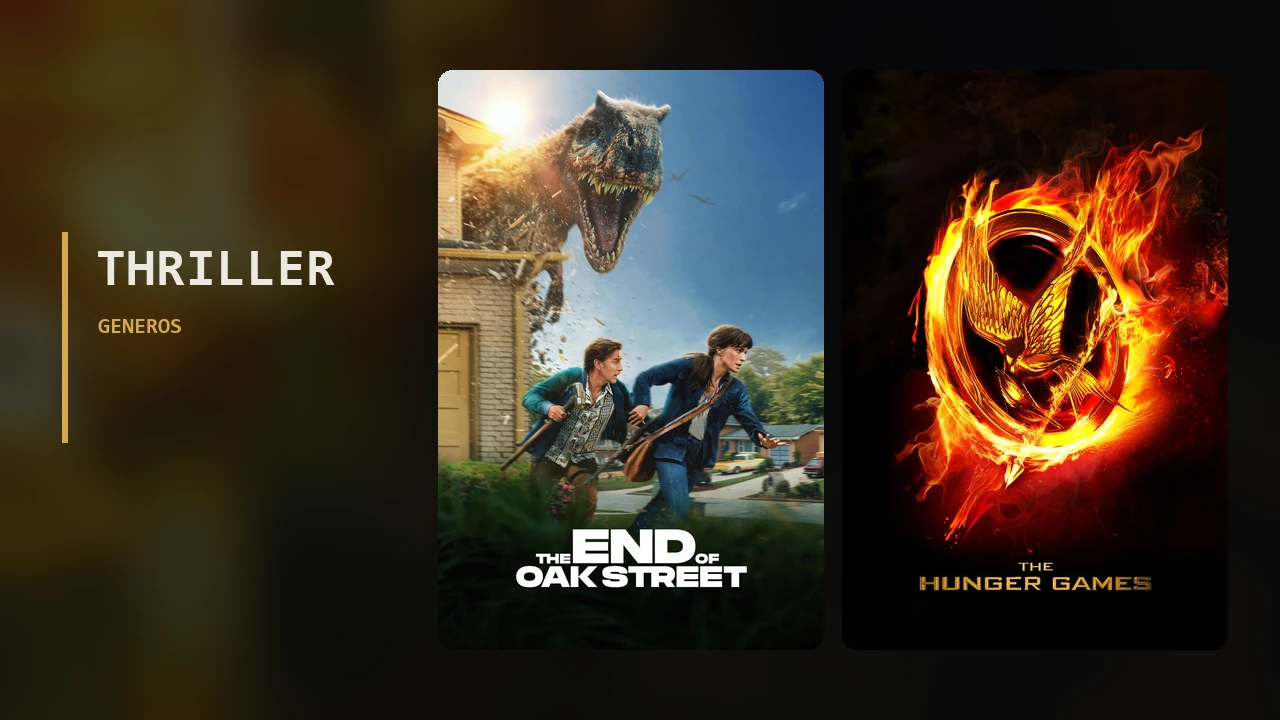 THRILLER
GENEROS
THE END OF
OAK STREET
THE
HUNGER GAMES